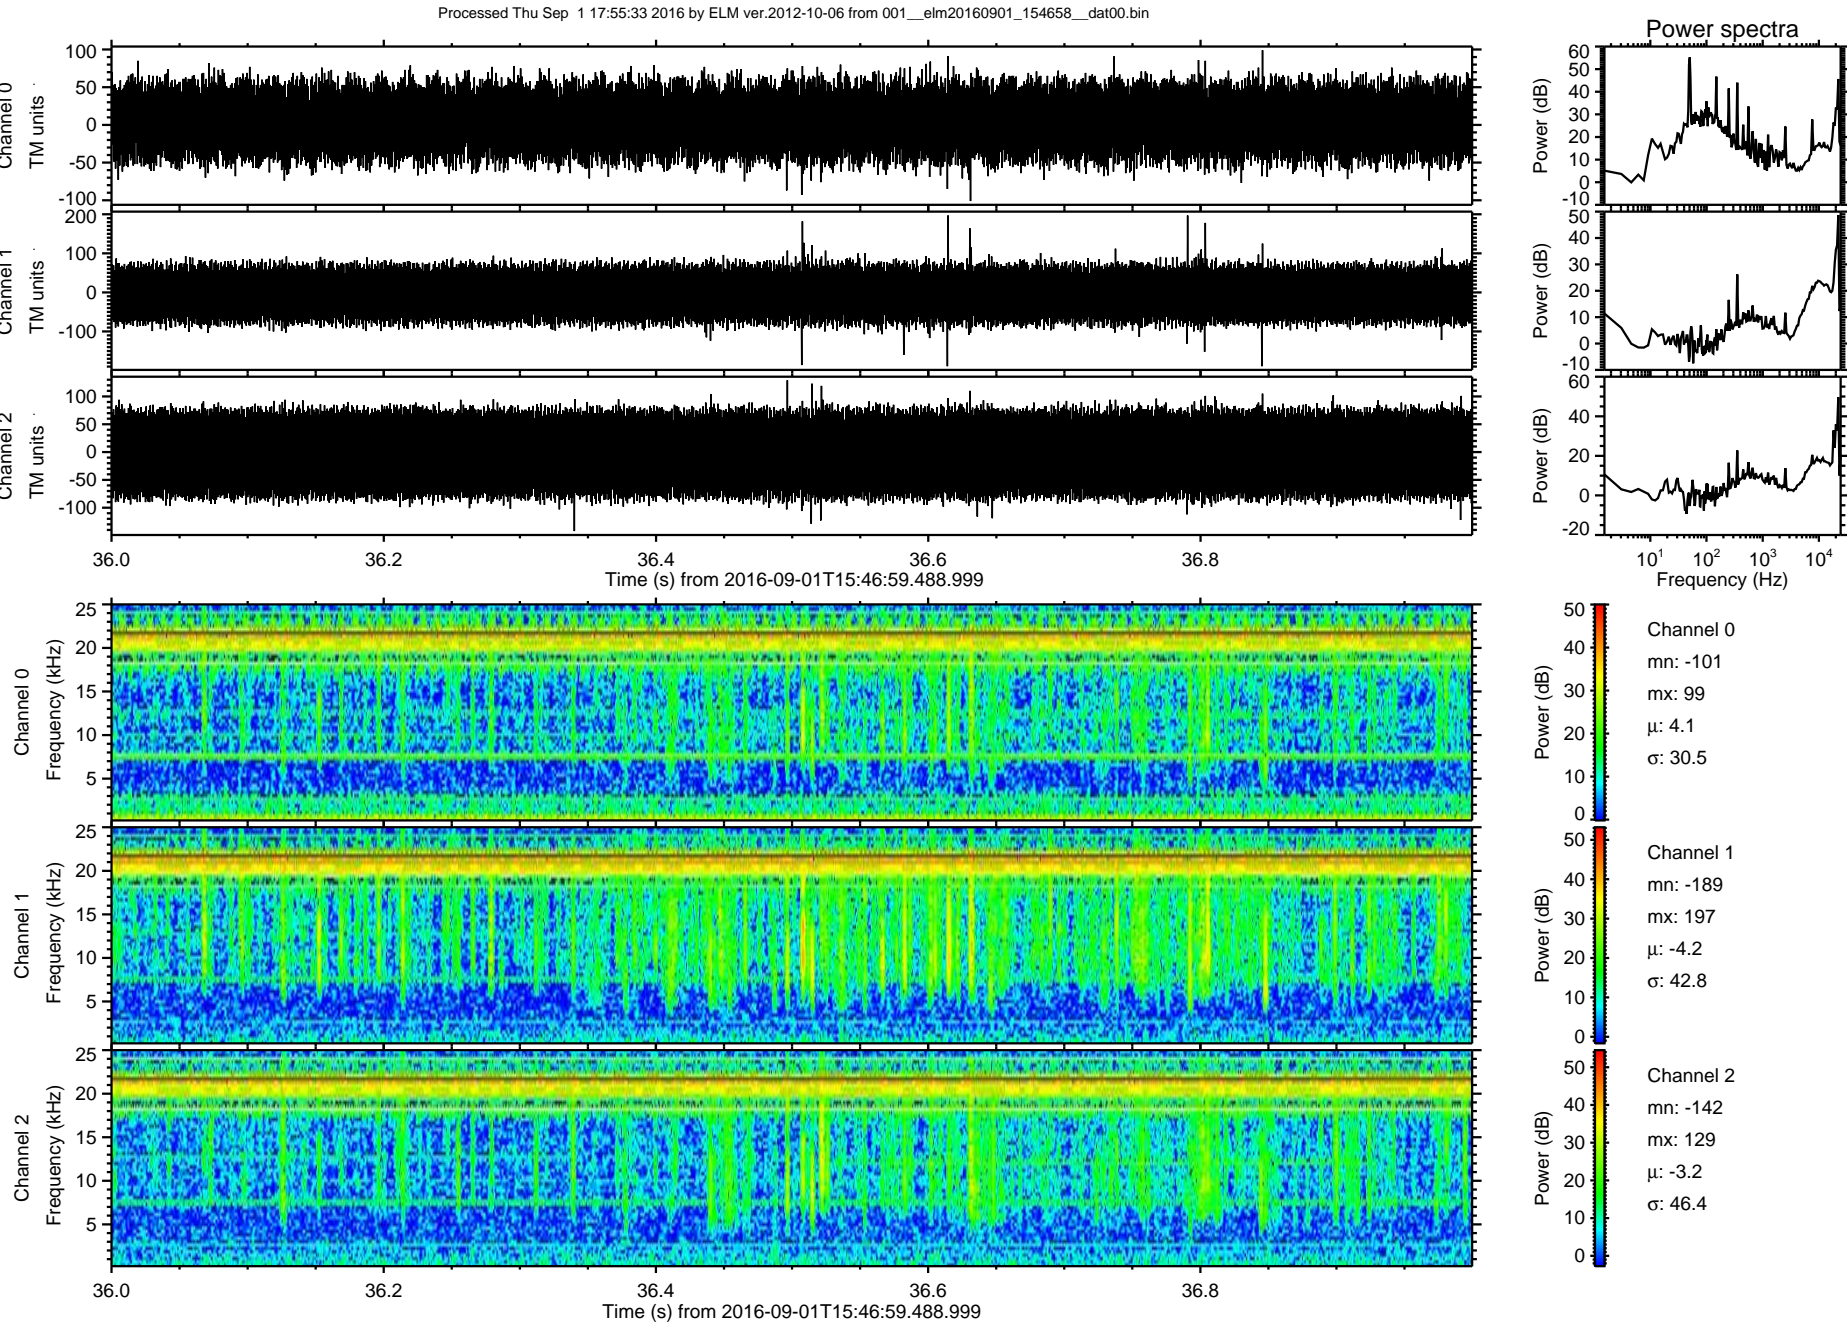 Processed Thu Sep 1 17:55:33 2016 by ELM ver.2012-10-06 from 001__elm20160901_154658__dat00.bin
Power spectra
Channel 0
TM units
100
50
0
-50
-100
Power (dB)
60
50
40
30
20
10
0
-10
Channel 1
TM units
200
100
0
-100
Power (dB)
50
40
30
20
10
0
-10
Channel 2
TM units
100
50
0
-50
-100
Power (dB)
60
40
20
0
-20
36.0 36.2 36.4 36.6 36.8
Time (s) from 2016-09-01T15:46:59.488.999
10¹ 10² 10³ 10⁴
Frequency (Hz)
Channel 0
Frequency (kHz)
25
20
15
10
5
Power (dB)
50
40
30
20
10
0
Channel 0
mn: -101
mx: 99
μ: 4.1
σ: 30.5
Channel 1
Frequency (kHz)
25
20
15
10
5
Power (dB)
50
40
30
20
10
0
Channel 1
mn: -189
mx: 197
μ: -4.2
σ: 42.8
Channel 2
Frequency (kHz)
25
20
15
10
5
Power (dB)
50
40
30
20
10
0
Channel 2
mn: -142
mx: 129
μ: -3.2
σ: 46.4
36.0 36.2 36.4 36.6 36.8
Time (s) from 2016-09-01T15:46:59.488.999